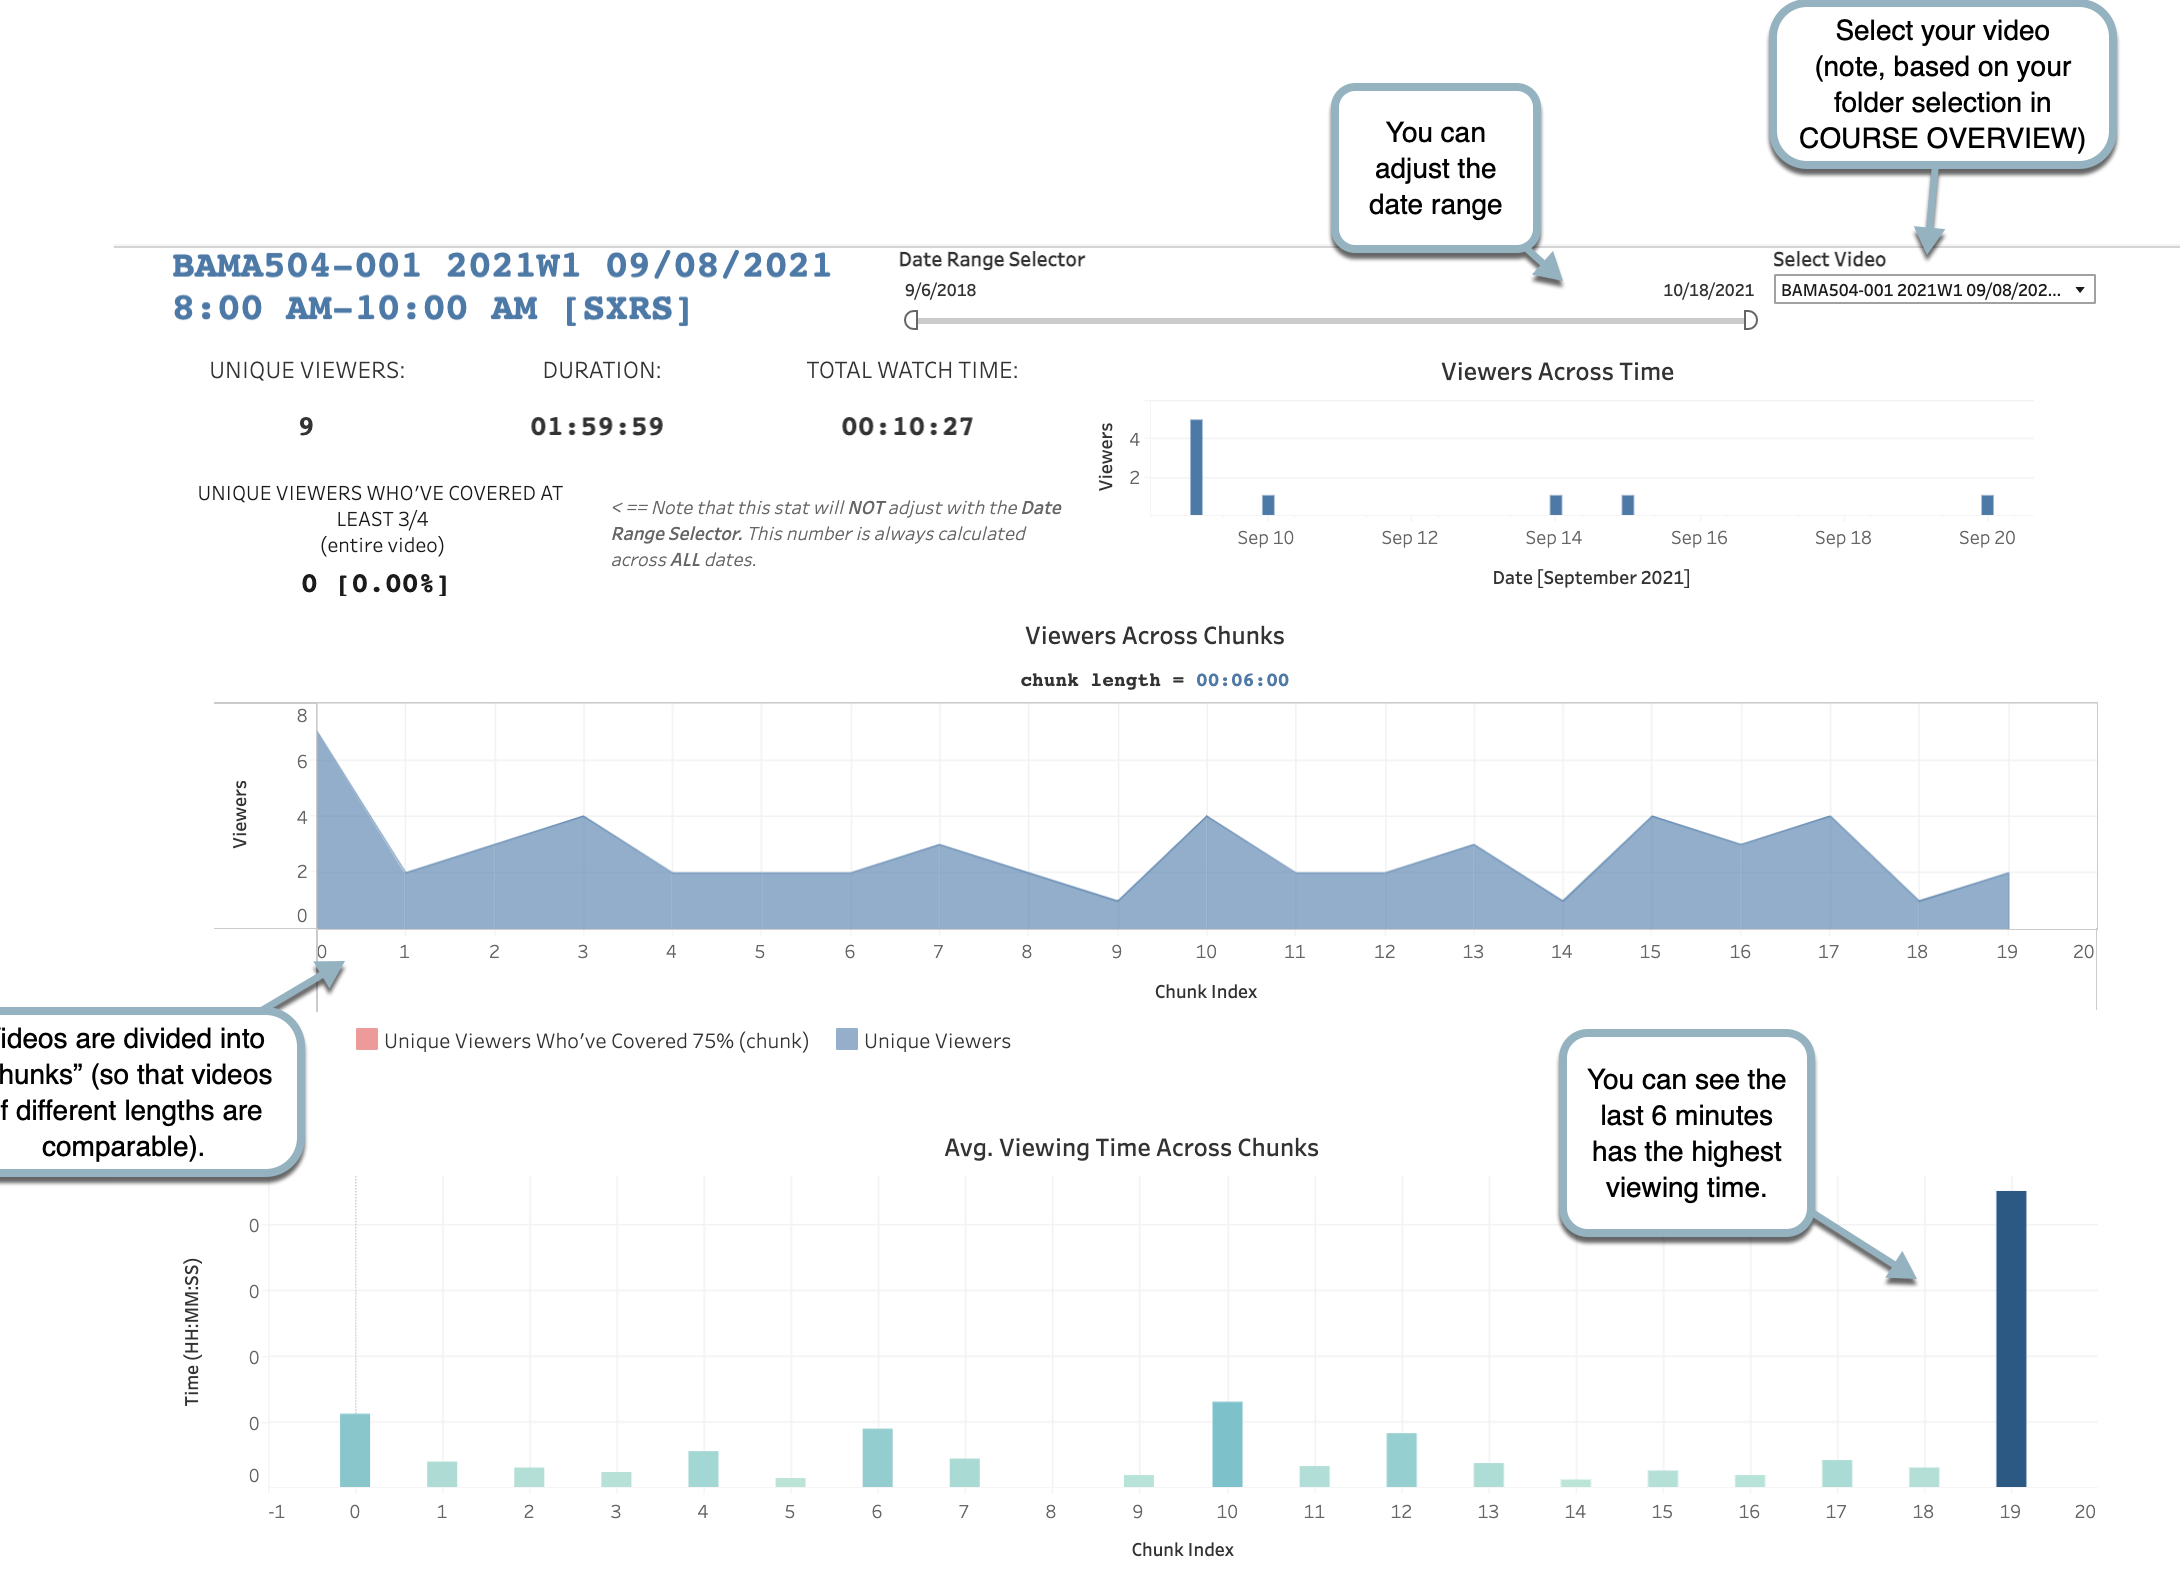 Select your video
(note, based on your
folder selection in
COURSE OVERVIEW)
You can
adjust the
date range
BAMA504-001 2021W1 09/08/2021
8:00 AM-10:00 AM [SXRS]
Date Range Selector
9/6/2018
10/18/2021
Select Video
BAMA504-001 2021W1 09/08/202...
UNIQUE VIEWERS:
9
DURATION:
01:59:59
TOTAL WATCH TIME:
00:10:27
UNIQUE VIEWERS WHO'VE COVERED AT
LEAST 3/4
(entire video)
0 [0.00%]
< == Note that this stat will NOT adjust with the Date
Range Selector. This number is always calculated
across ALL dates.
Viewers Across Time
Viewers
4
2
Sep 10 Sep 12 Sep 14 Sep 16 Sep 18 Sep 20
Date [September 2021]
Viewers Across Chunks
chunk length = 00:06:00
Viewers
8
6
4
2
0
0 1 2 3 4 5 6 7 8 9 10 11 12 13 14 15 16 17 18 19 20
Chunk Index
ideos are divided into
hunks” (so that videos
f different lengths are
comparable).
Unique Viewers Who've Covered 75% (chunk) Unique Viewers
You can see the
last 6 minutes
has the highest
viewing time.
Avg. Viewing Time Across Chunks
Time (HH:MM:SS)
0
0
0
0
0
-1 0 1 2 3 4 5 6 7 8 9 10 11 12 13 14 15 16 17 18 19 20
Chunk Index